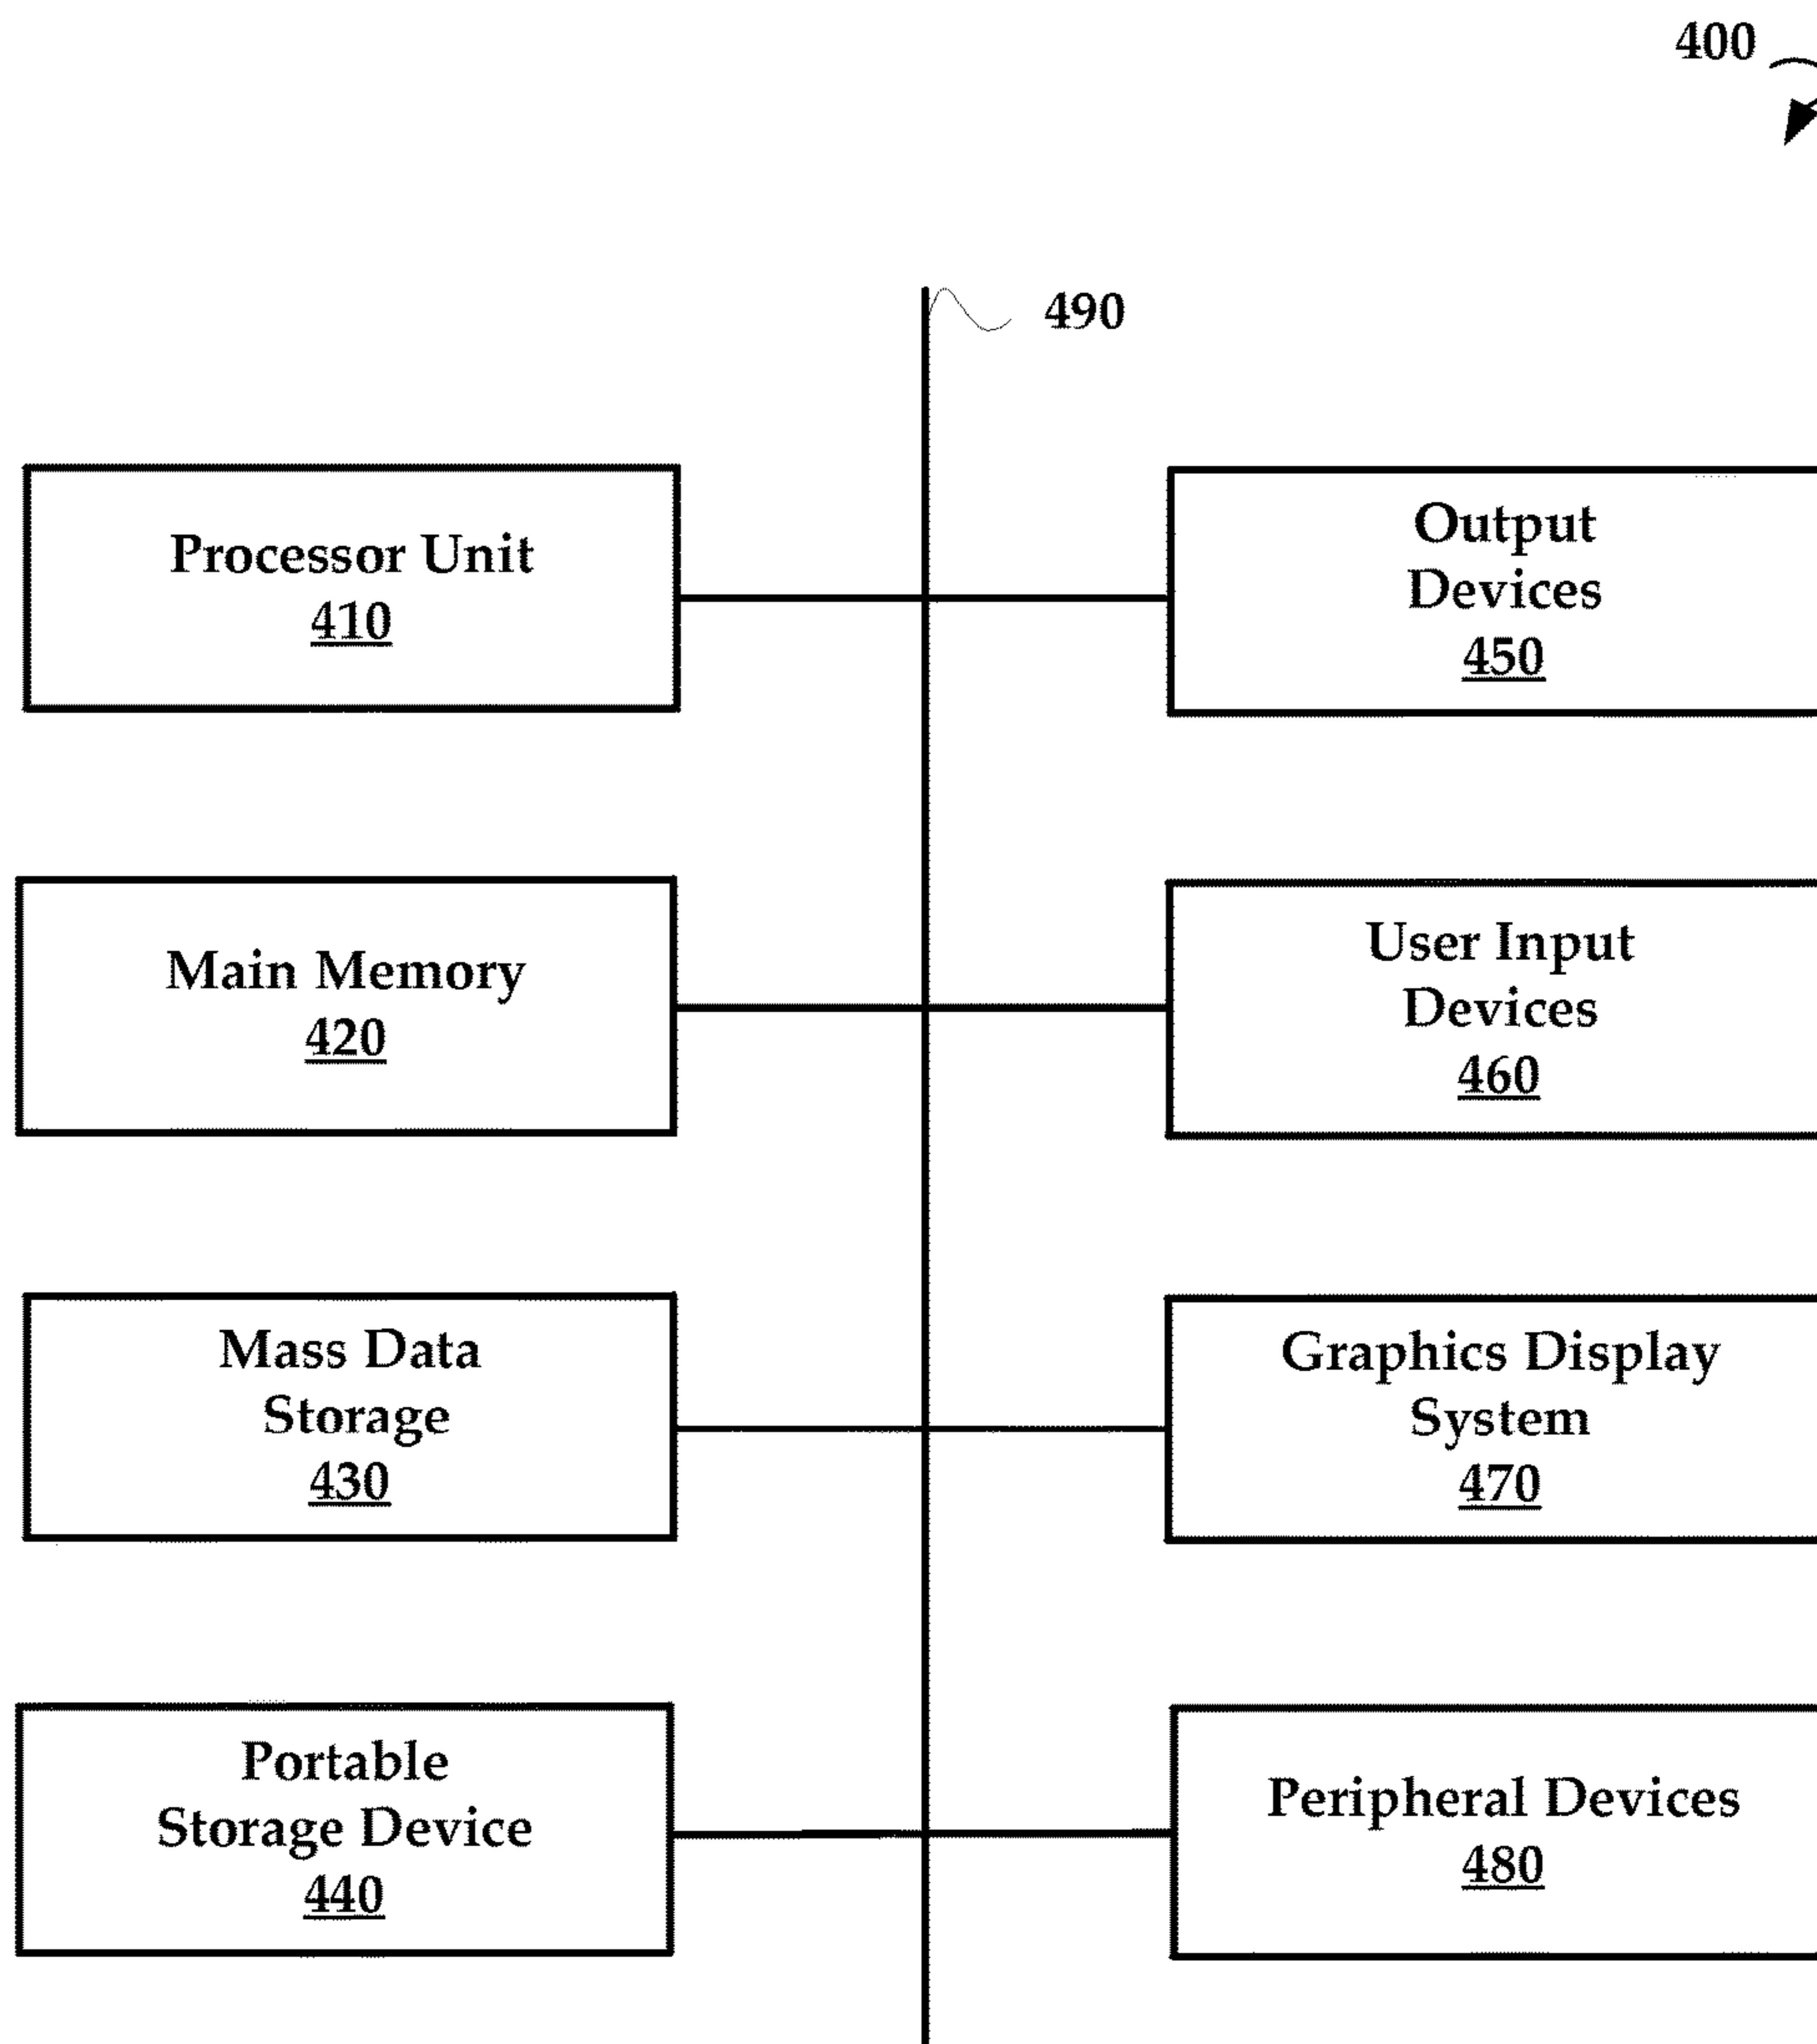 400
490
Processor Unit
410
Output
Devices
450
Main Memory
420
User Input
Devices
460
Mass Data
Storage
430
Graphics Display
System
470
Portable
Storage Device
440
Peripheral Devices
480